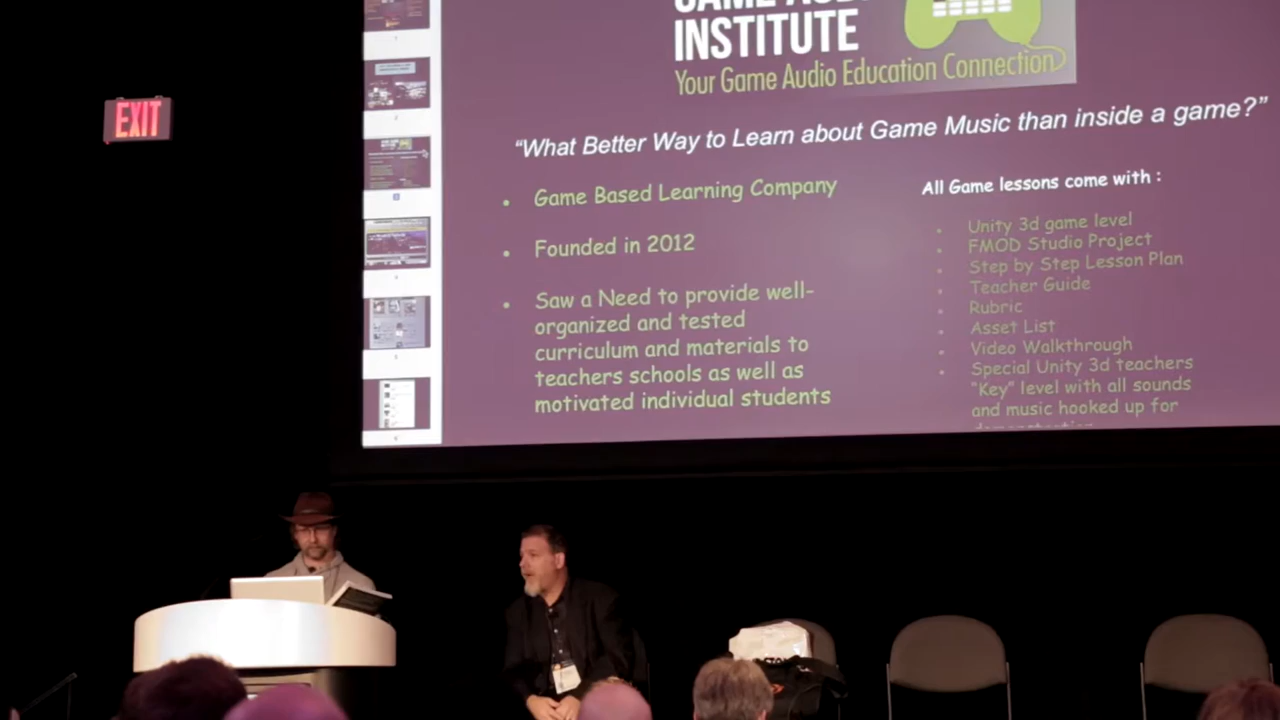 EXIT
INSTITUTE
Your Game Audio Education Connection
“What Better Way to Learn about Game Music than inside a game?”
• Game Based Learning Company
• Founded in 2012
• Saw a Need to provide well-
organized and tested
curriculum and materials to
teachers schools as well as
motivated individual students
All Game lessons come with :
• Unity 3d game level
• FMOD Studio Project
• Step by Step Lesson Plan
• Teacher Guide
• Rubric
• Asset List
• Video Walkthrough
• Special Unity 3d teachers
“Key” level with all sounds
and music hooked up for